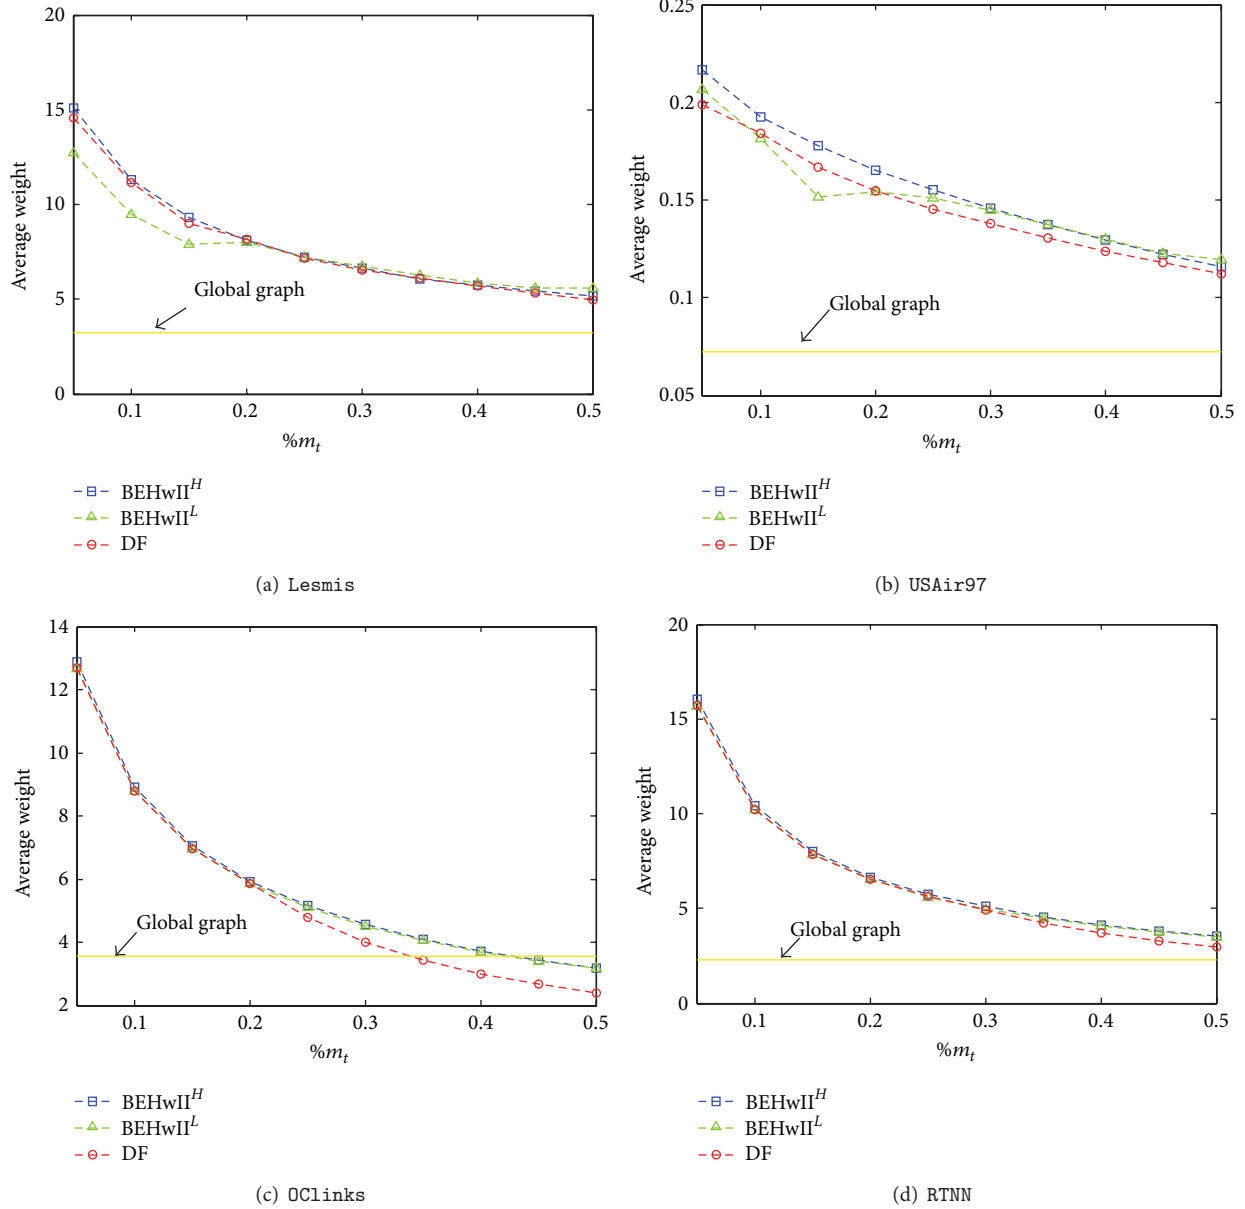 20
15
10
5
0
Average weight
Global graph
0.1 0.2 0.3 0.4 0.5
%m_t
BEHwII^H
BEHwII^L
DF
(a) Lesmis
0.25
0.2
0.15
0.1
0.05
Average weight
Global graph
0.1 0.2 0.3 0.4 0.5
%m_t
BEHwII^H
BEHwII^L
DF
(b) USAir97
14
12
10
8
6
4
2
Average weight
Global graph
0.1 0.2 0.3 0.4 0.5
%m_t
BEHwII^H
BEHwII^L
DF
(c) OClinks
20
15
10
5
0
Average weight
Global graph
0.1 0.2 0.3 0.4 0.5
%m_t
BEHwII^H
BEHwII^L
DF
(d) RTNN